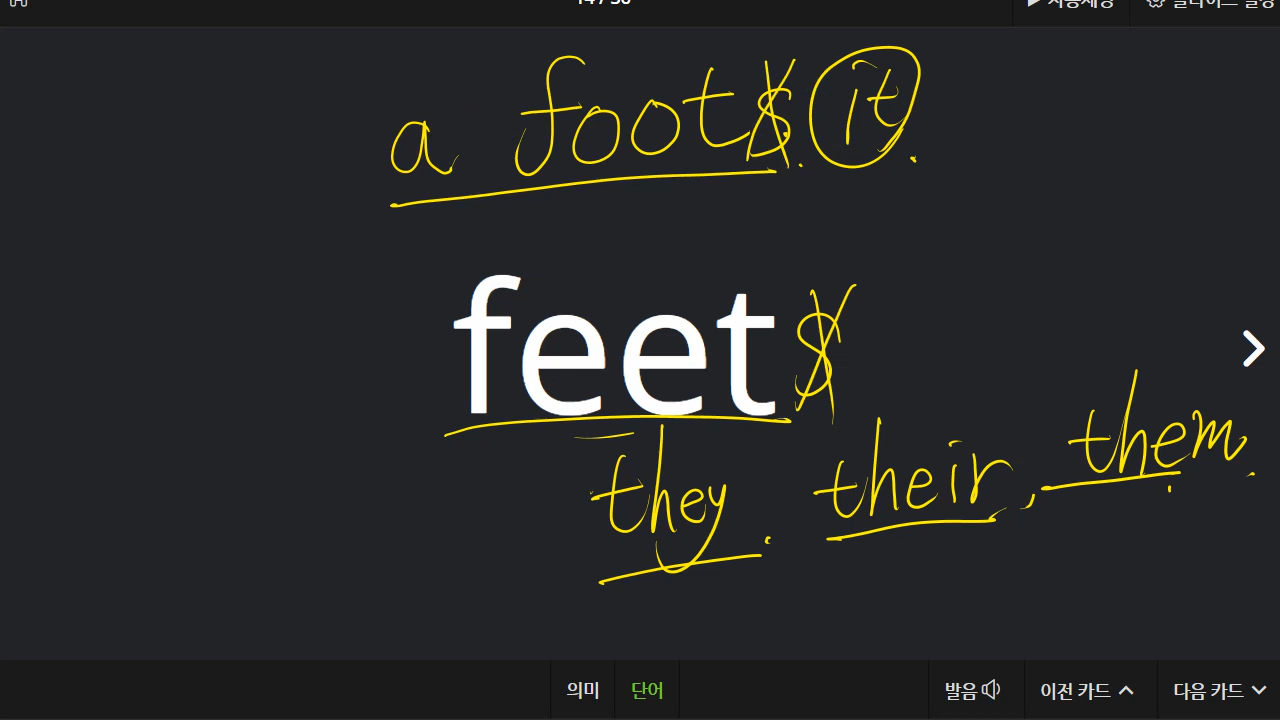 a foots. it.
feets
they. their, them.
의미 단어 발음 이전 카드 다음 카드